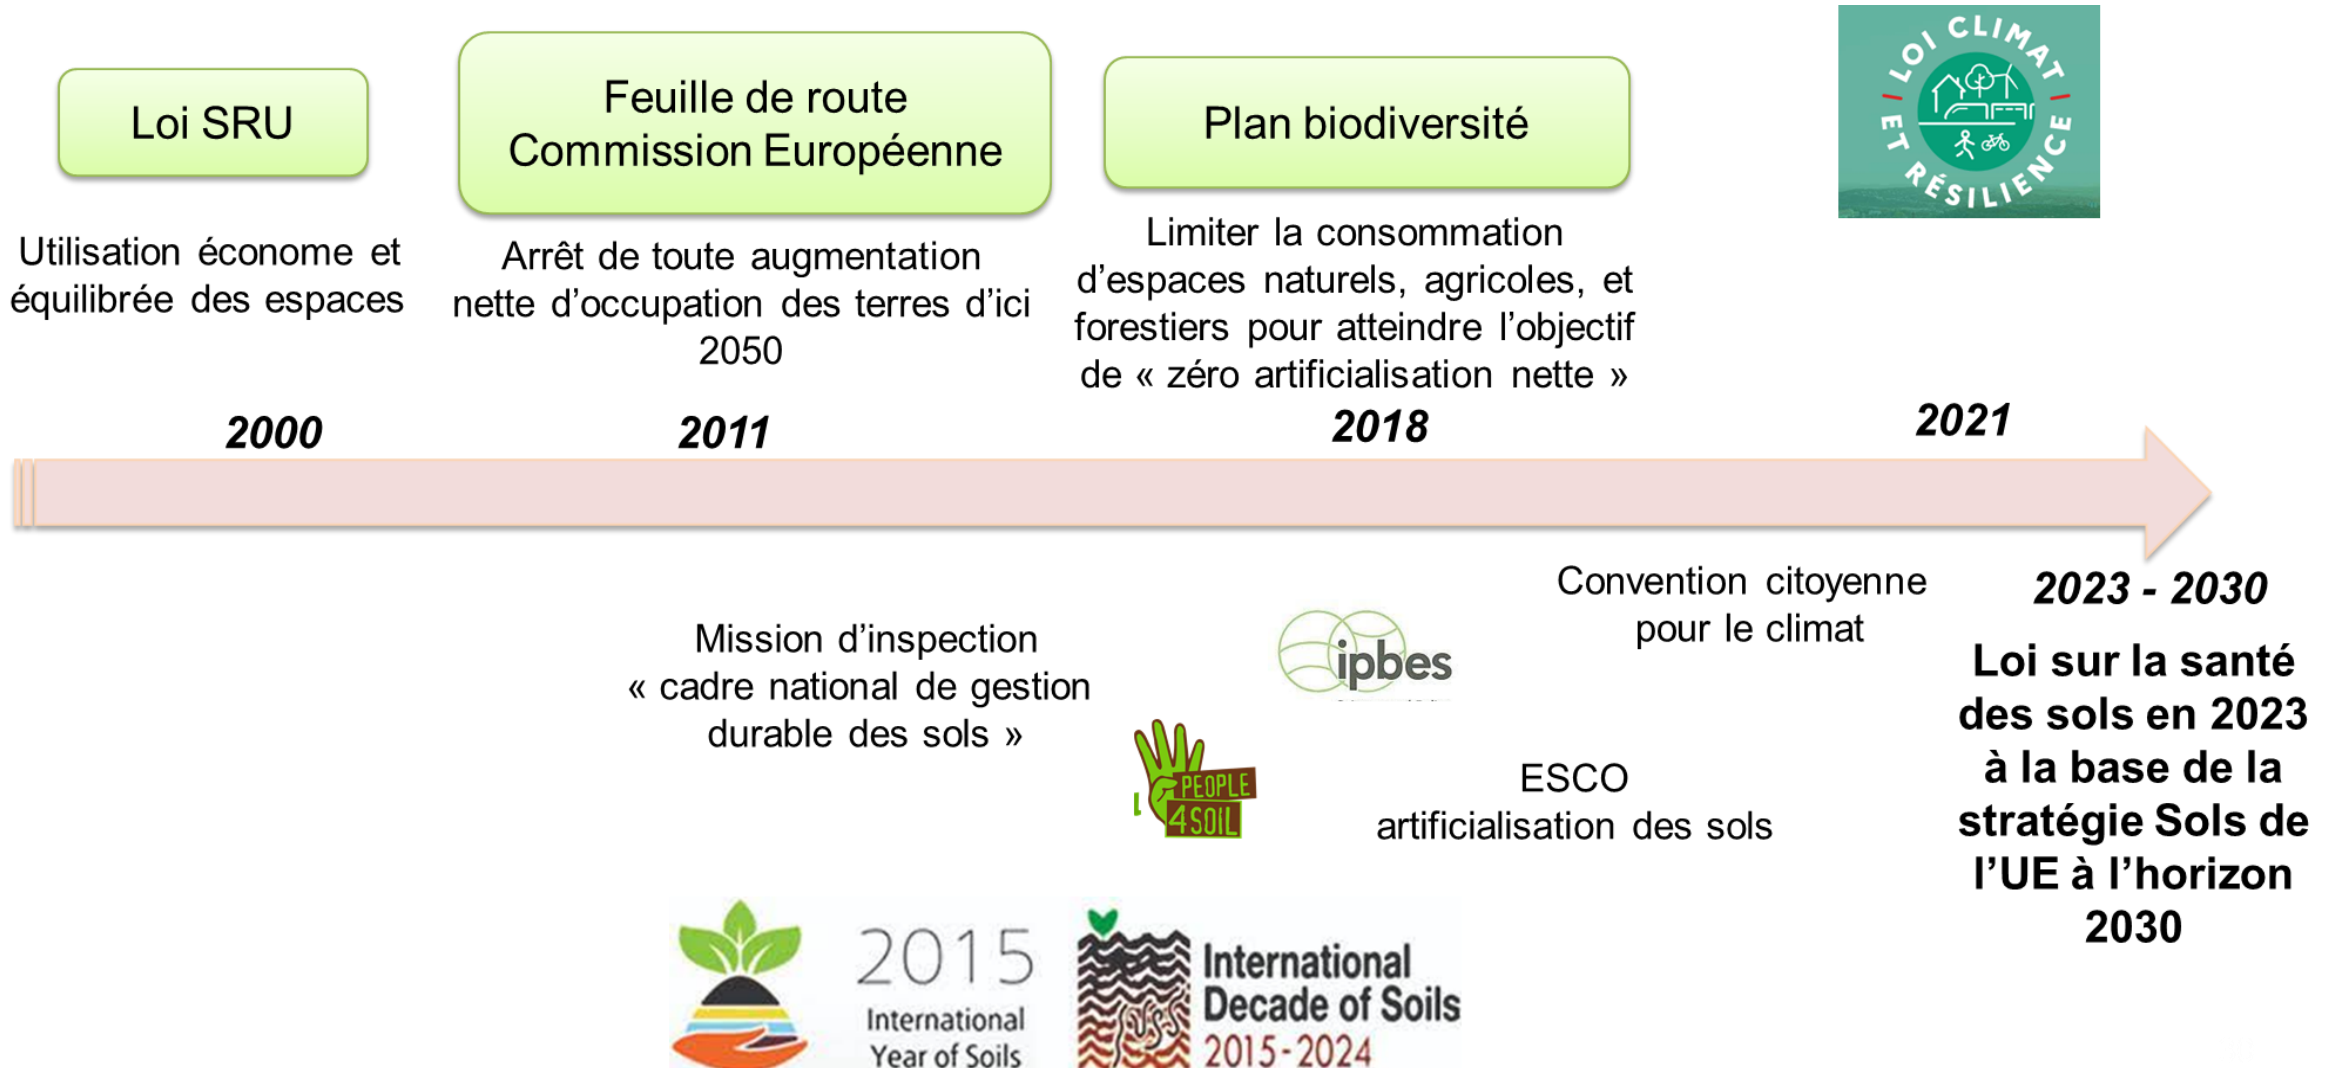 Loi SRU
Utilisation économe et
équilibrée des espaces
2000
Feuille de route
Commission Européenne
Arrêt de toute augmentation
nette d’occupation des terres d’ici
2050
2011
Plan biodiversité
Limiter la consommation
d’espaces naturels, agricoles, et
forestiers pour atteindre l’objectif
de « zéro artificialisation nette »
2018
LOI CLIMAT
ET RÉSILIENCE
2021
Mission d’inspection
« cadre national de gestion
durable des sols »
ipbes
PEOPLE
4SOIL
Convention citoyenne
pour le climat
ESCO
artificialisation des sols
2023 - 2030
Loi sur la santé
des sols en 2023
à la base de la
stratégie Sols de
l’UE à l’horizon
2030
2015
International
Year of Soils
IUSS
International
Decade of Soils
2015-2024